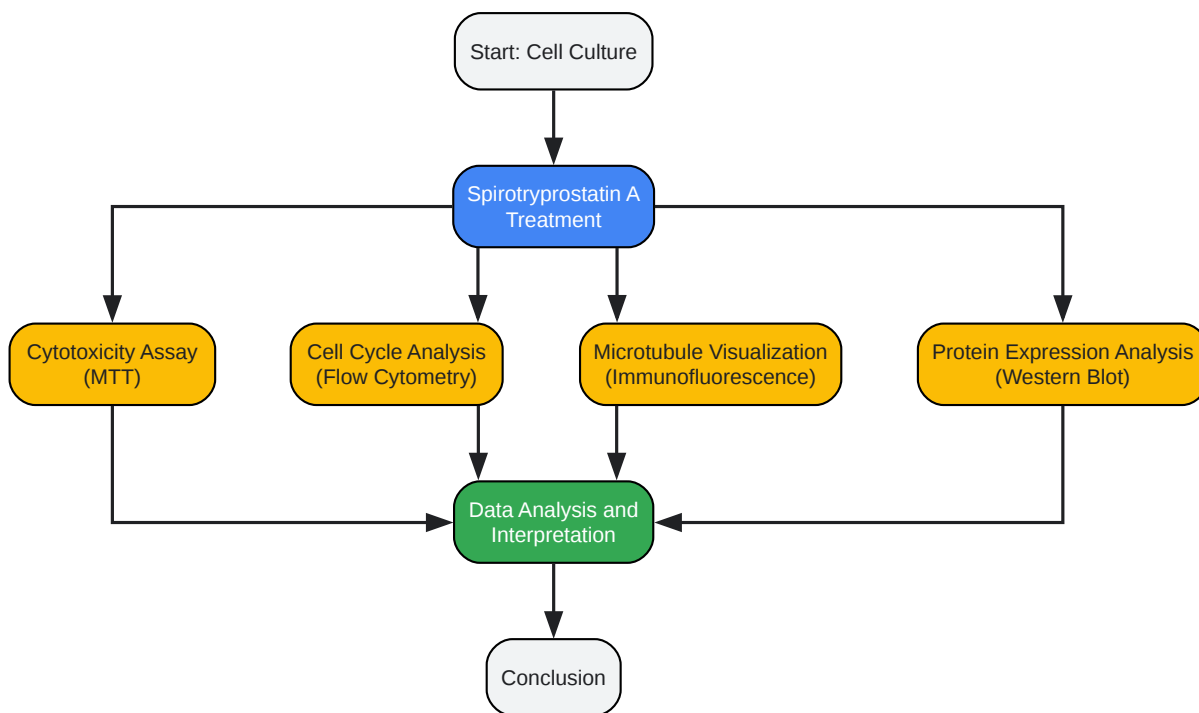 Start: Cell Culture
Spirotryprostatin A
Treatment
Cytotoxicity Assay
(MTT)
Cell Cycle Analysis
(Flow Cytometry)
Microtubule Visualization
(Immunofluorescence)
Protein Expression Analysis
(Western Blot)
Data Analysis and
Interpretation
Conclusion